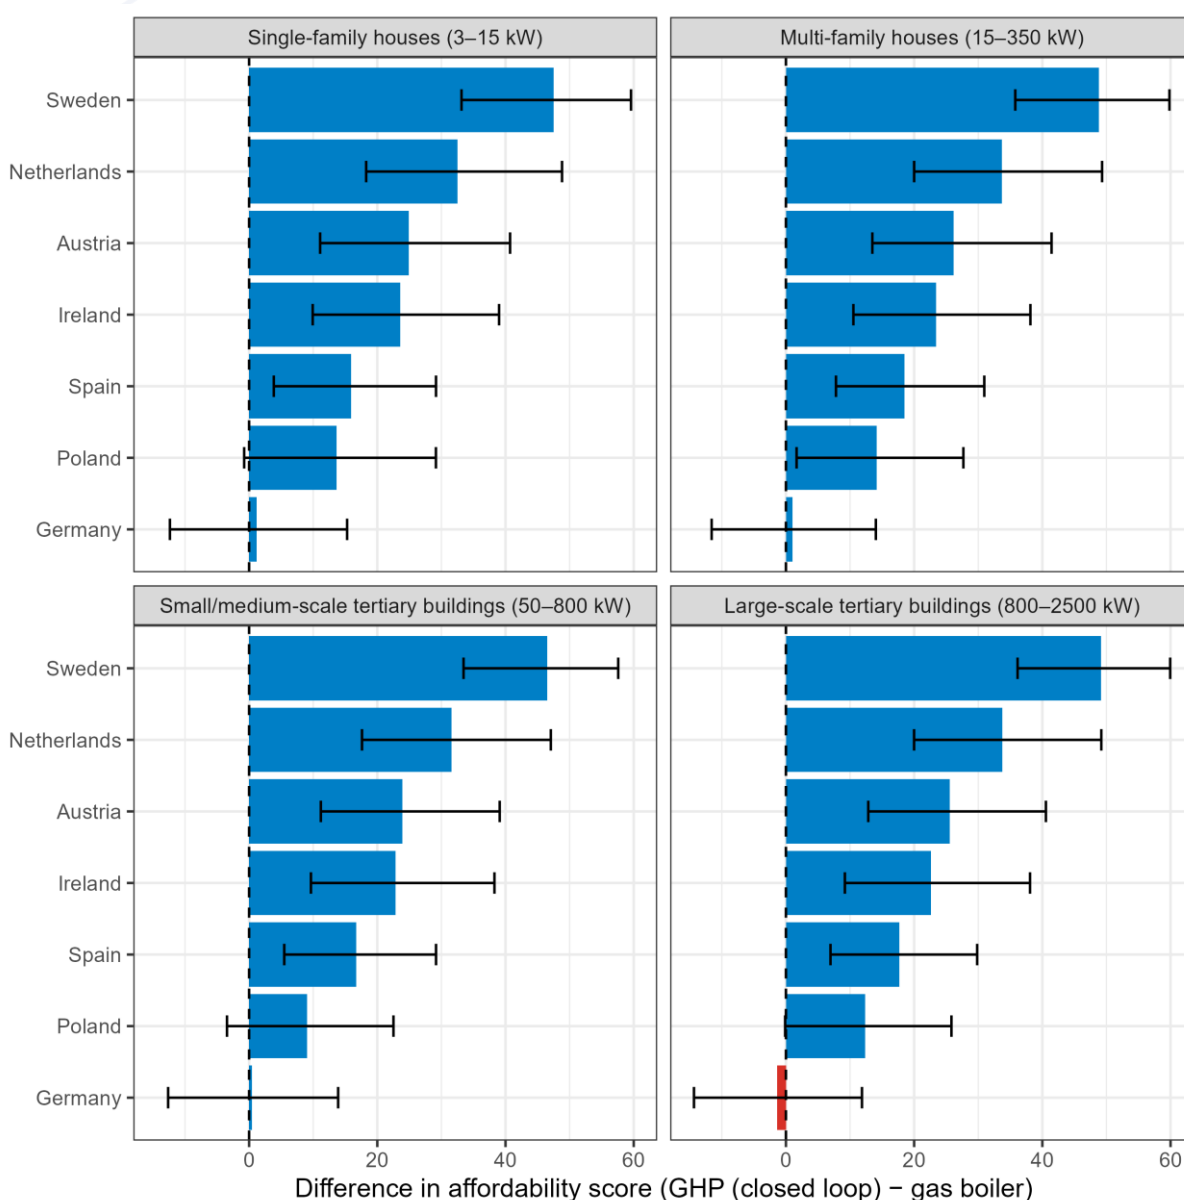 Single-family houses (3–15 kW)
Multi-family houses (15–350 kW)
Sweden
Netherlands
Austria
Ireland
Spain
Poland
Germany
Small/medium-scale tertiary buildings (50–800 kW)
Large-scale tertiary buildings (800–2500 kW)
Sweden
Netherlands
Austria
Ireland
Spain
Poland
Germany
0 20 40 60 0 20 40 60
Difference in affordability score (GHP (closed loop) − gas boiler)